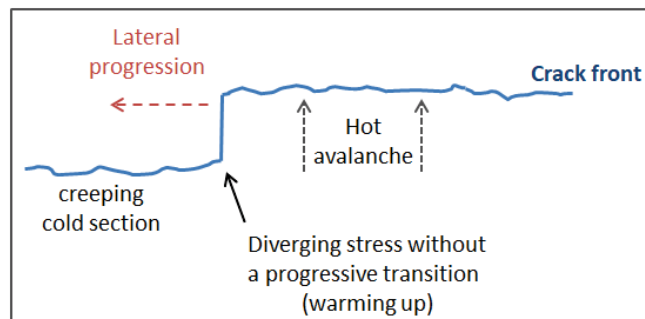 Lateral
progression
Crack front
Hot
avalanche
creeping
cold section
Diverging stress without
a progressive transition
(warming up)